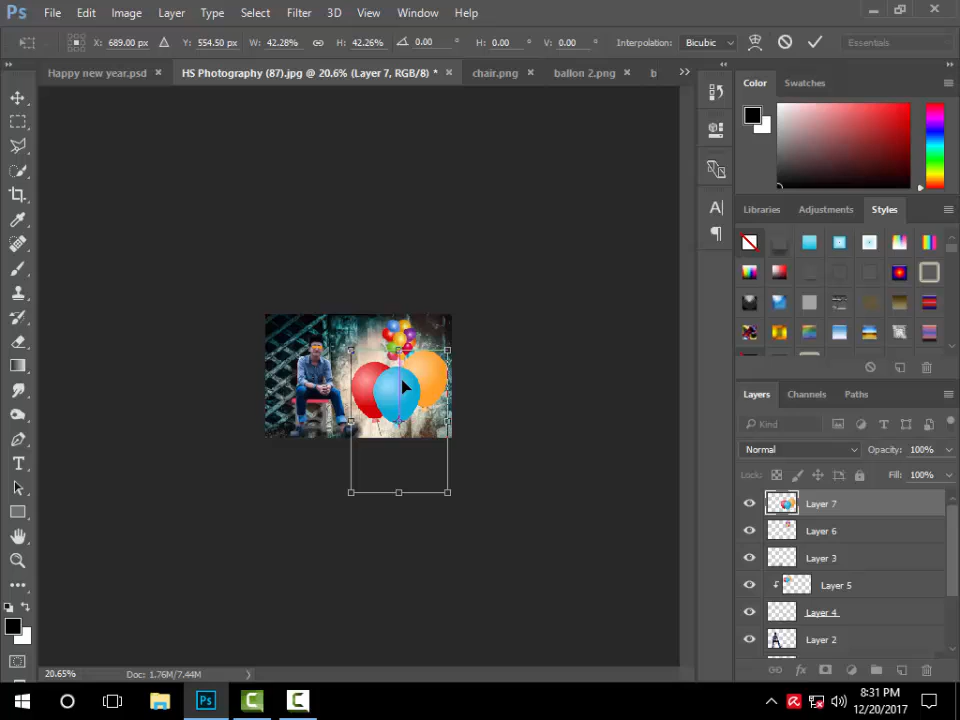 Ps File Edit Image Layer Type Select Filter 3D View Window Help
X: 689.00 px Y: 554.50 px W: 42.28% H: 42.26% 0.00 ° H: 0.00 ° V: 0.00 ° Interpolation: Bicubic Essentials
Happy new year.psd × HS Photography (87).jpg @ 20.6% (Layer 7, RGB/8) * × chair.png × ballon 2.png × b
Color Swatches
Libraries Adjustments Styles
Layers Channels Paths
Kind
Normal Opacity: 100%
Lock: Fill: 100%
Layer 7
Layer 6
Layer 3
Layer 5
Layer 4
Layer 2
20.65% Doc: 1.76M/7.44M
Ps
8:31 PM
12/20/2017